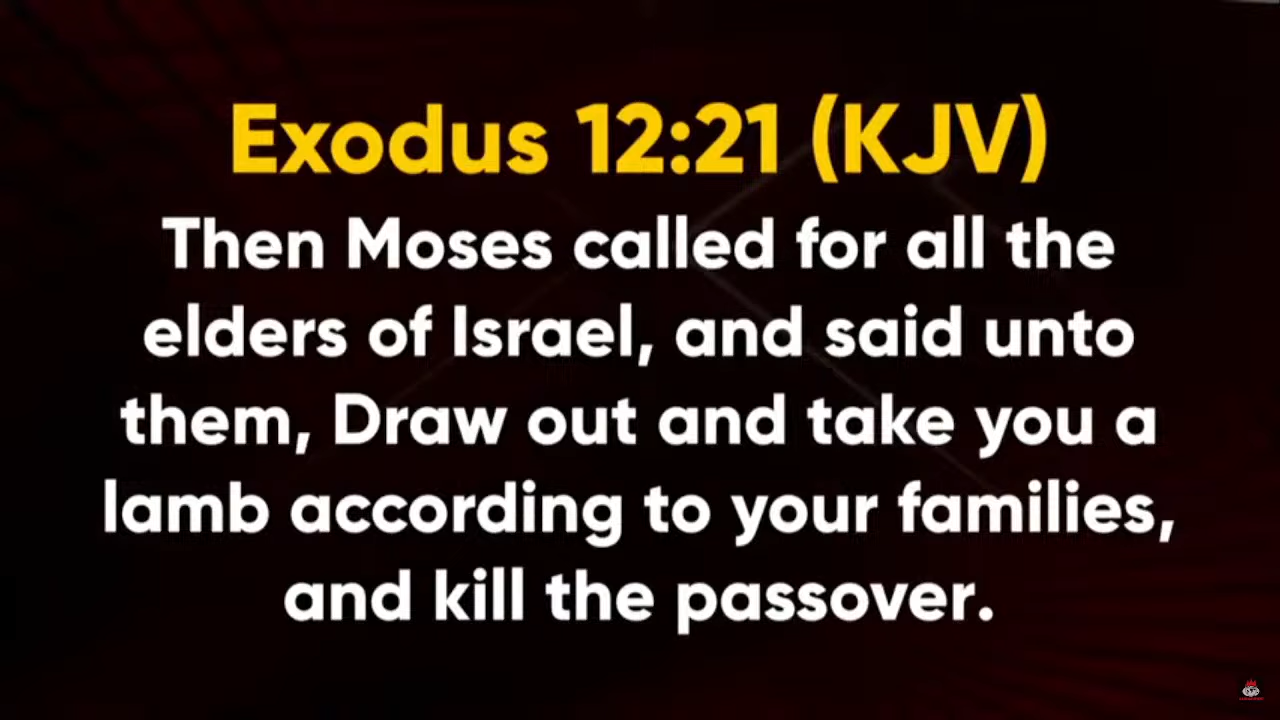 Exodus 12:21 (KJV)
Then Moses called for all the
elders of Israel, and said unto
them, Draw out and take you a
lamb according to your families,
and kill the passover.